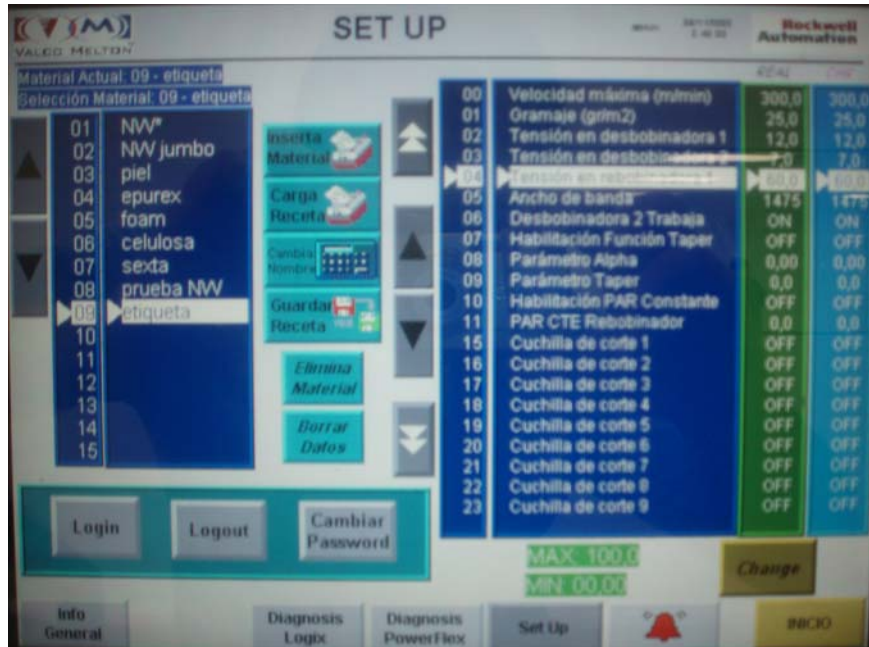 VM
VALCO MELTON
SET UP
Rockwell
Automation
Material Actual: 09 - etiqueta
Selección Material: 09 - etiqueta
REAL
01 NW*
02 NW jumbo
03 piel
04 epurex
05 foam
06 celulosa
07 sexta
08 prueba NW
09 etiqueta
10
11
12
13
14
15
Inserta
Material
Carga
Receta
Cambia
Nombre
Guardar
Receta
Elimina
Material
Borrar
Datos
00 Velocidad máxima (m/min) 300,0 300,0
01 Gramaje (gr/m2) 25,0 25,0
02 Tensión en desbobinadora 1 12,0 12,0
03 Tensión en desbobinadora 2 7,0 7,0
04 Tensión en rebobinadora 1 60,0 60,0
05 Ancho de banda 1475 1475
06 Desbobinadora 2 Trabaja ON ON
07 Habilitación Función Taper OFF OFF
08 Parámetro Alpha 0,00 0,00
09 Parámetro Taper 0,0 0,0
10 Habilitación PAR Constante OFF OFF
11 PAR CTE Rebobinador 0,0 0,0
15 Cuchilla de corte 1 OFF OFF
16 Cuchilla de corte 2 OFF OFF
17 Cuchilla de corte 3 OFF OFF
18 Cuchilla de corte 4 OFF OFF
19 Cuchilla de corte 5 OFF OFF
20 Cuchilla de corte 6 OFF OFF
21 Cuchilla de corte 7 OFF OFF
22 Cuchilla de corte 8 OFF OFF
23 Cuchilla de corte 9 OFF OFF
Login
Logout
Cambiar
Password
MAX: 100,0
MIN: 00,00
Change
Info
General
Diagnosis
Logix
Diagnosis
PowerFlex
Set Up
INICIO